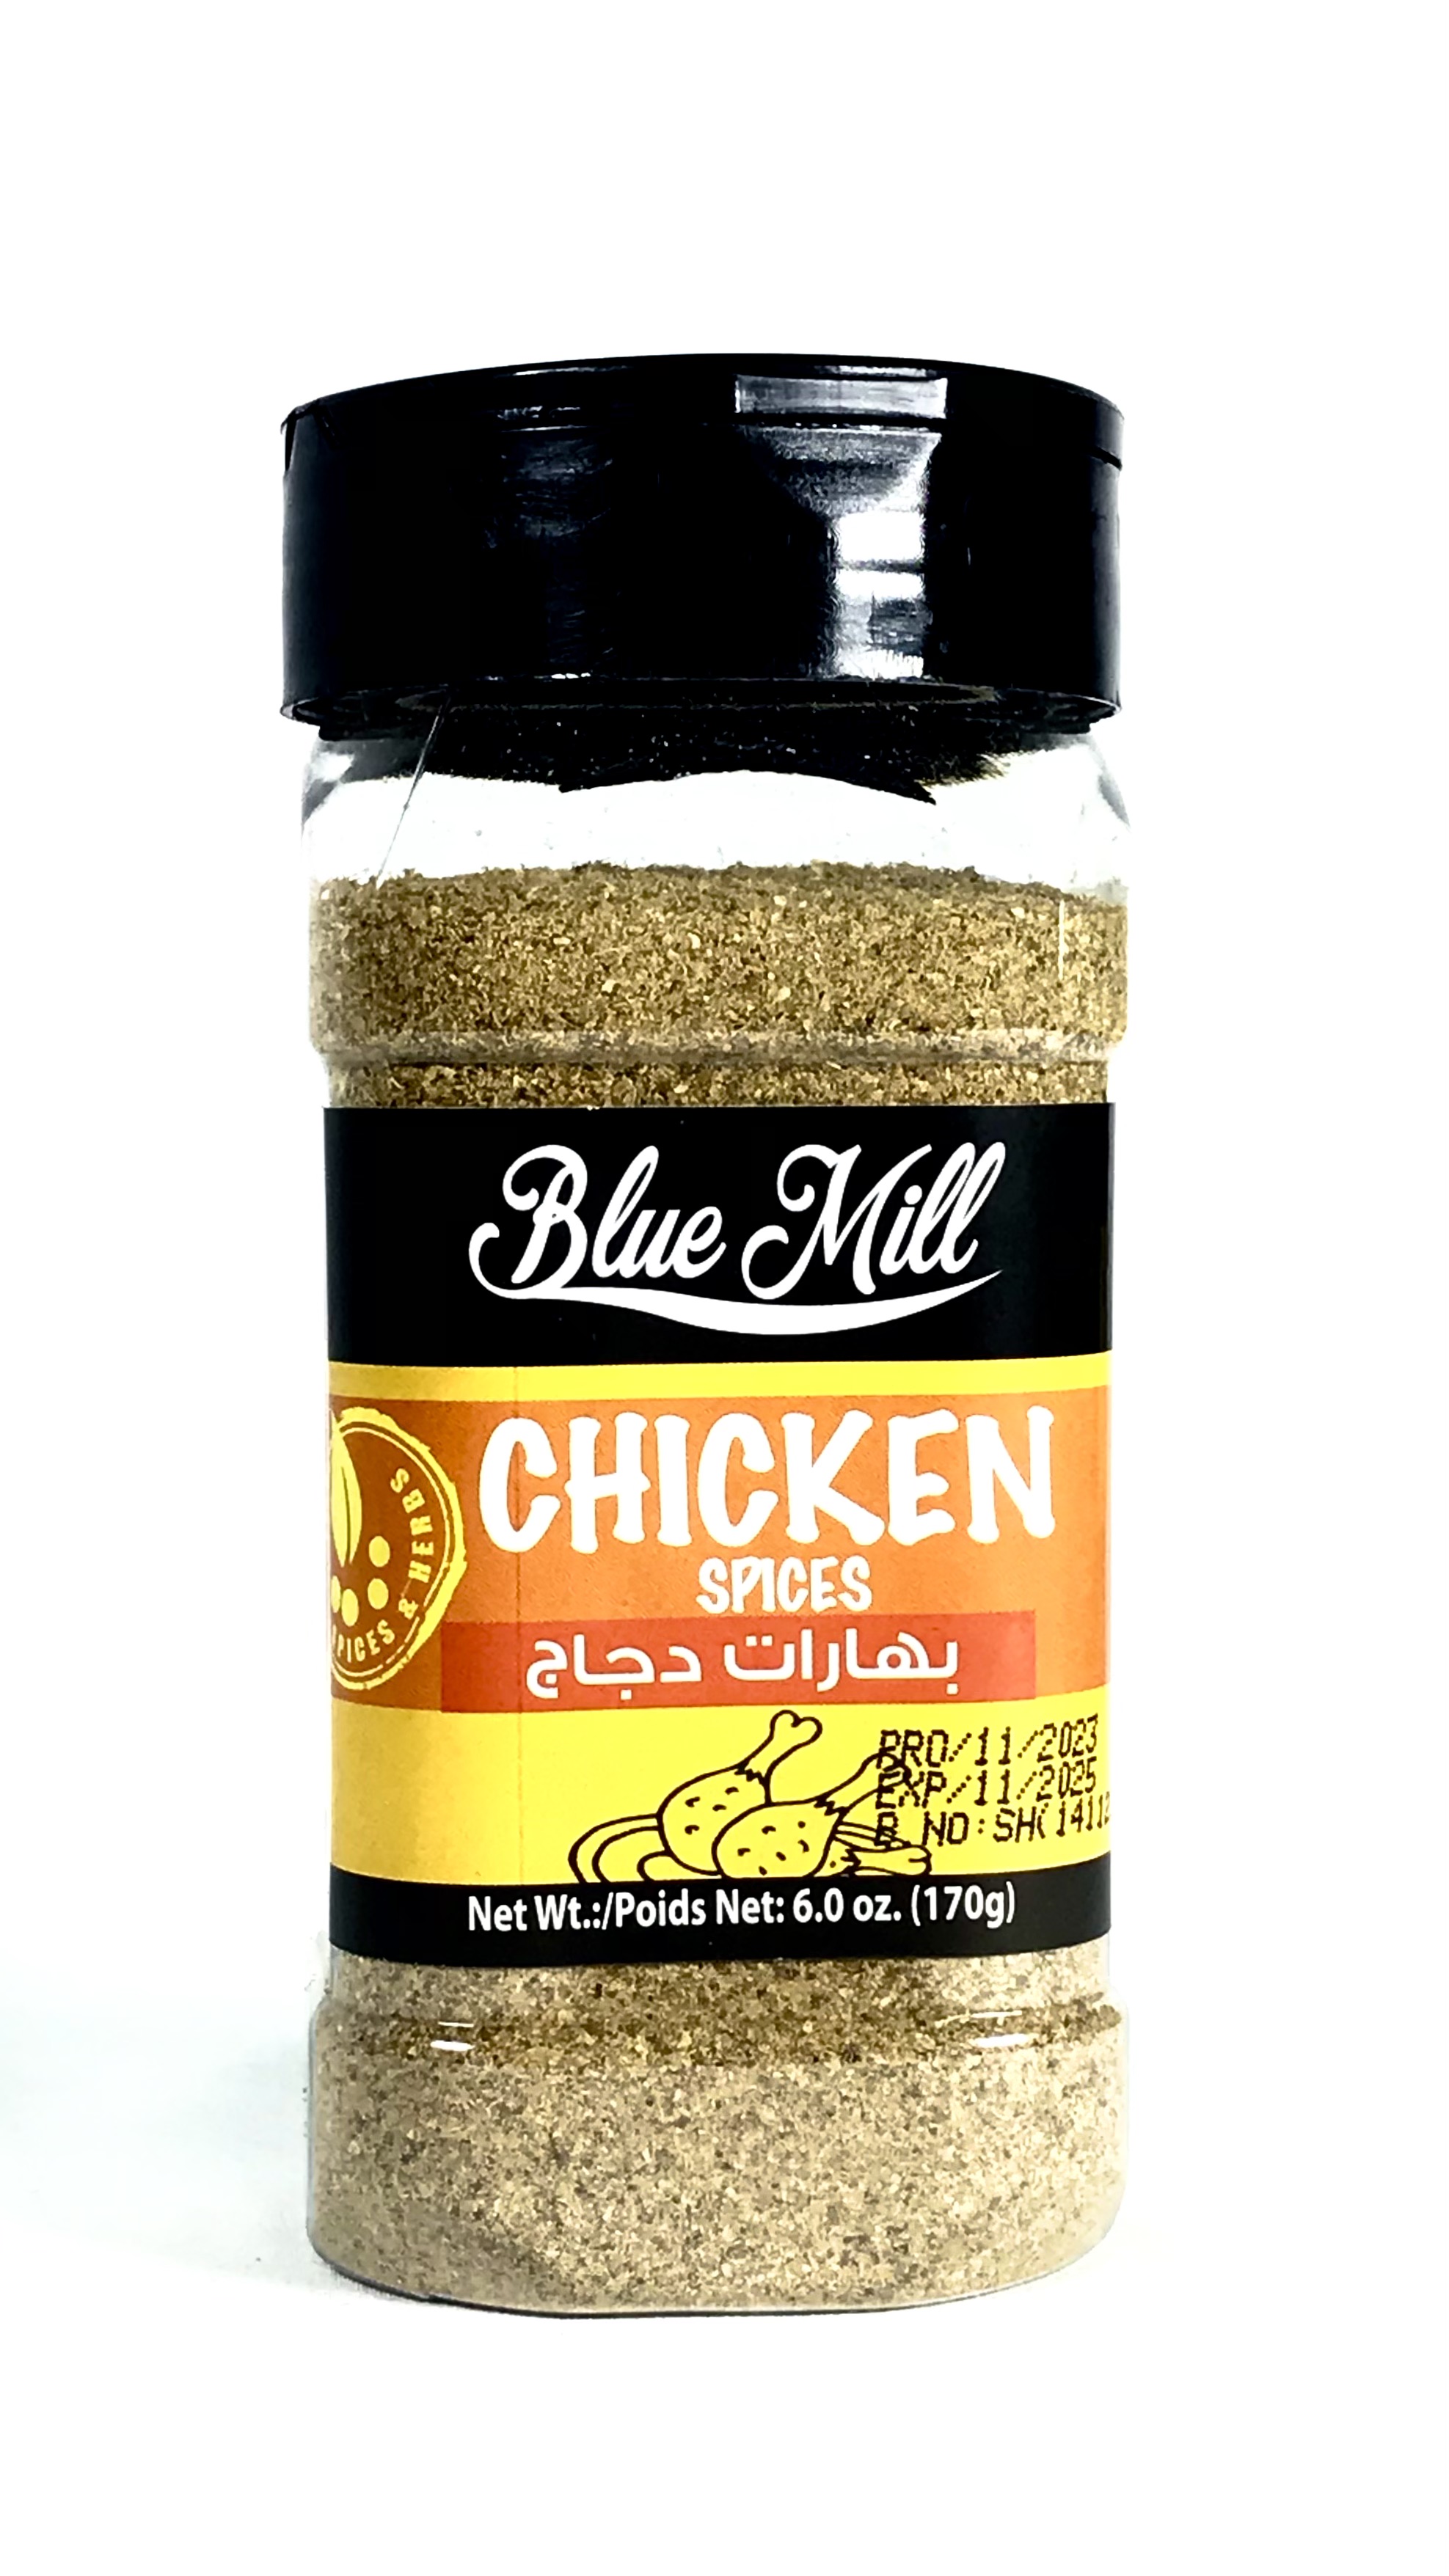 Blue Mill
CHICKEN
SPICES
بهارات دجاج
SPICES & HERBS
PRO/11/2023
EXP/11/2025
B. NO:SH(14112
Net Wt.:/Poids Net: 6.0 oz. (170g)